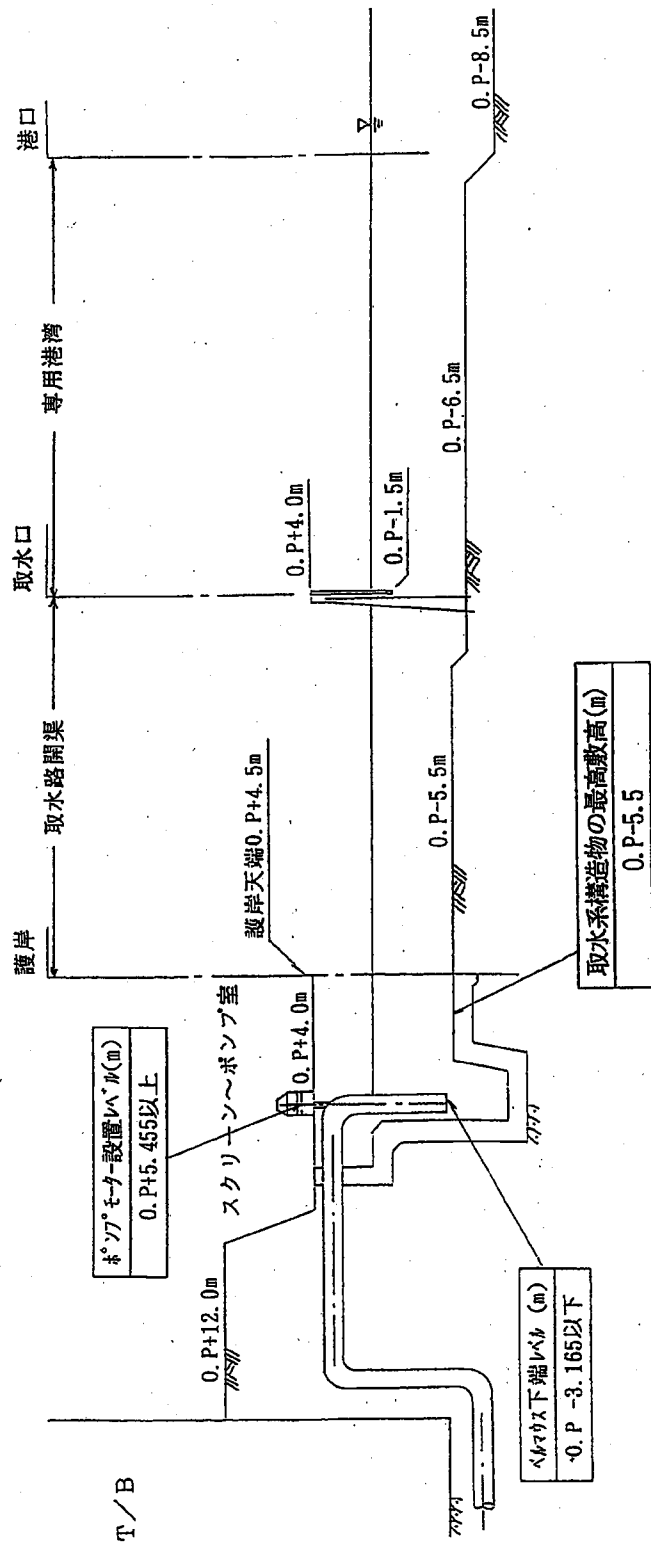 護岸
取水路開渠
取水口
専用港湾
港口
ポンプモーター設置レベル(m)
O.P+5.455以上
スクリーン～ポンプ室
O.P+4.0m
護岸天端O.P+4.5m
O.P+4.0m
O.P-1.5m
O.P+12.0m
T/B
O.P-5.5m
O.P-6.5m
O.P-8.5m
ベルマウス下端レベル (m)
O.P -3.165以下
取水系構造物の最高敷高(m)
O.P-5.5